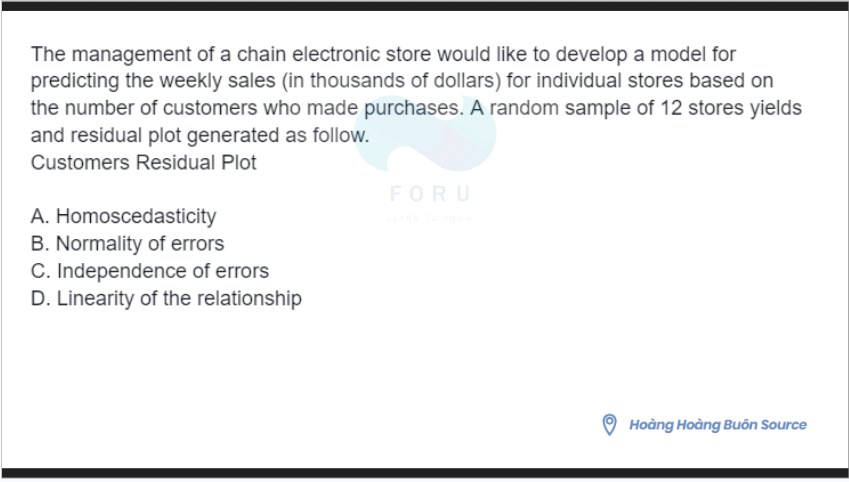 The management of a chain electronic store would like to develop a model for
predicting the weekly sales (in thousands of dollars) for individual stores based on
the number of customers who made purchases. A random sample of 12 stores yields
and residual plot generated as follow.
Customers Residual Plot
FORU
A. Homoscedasticity
B. Normality of errors
C. Independence of errors
D. Linearity of the relationship
Hoàng Hoàng Buôn Source